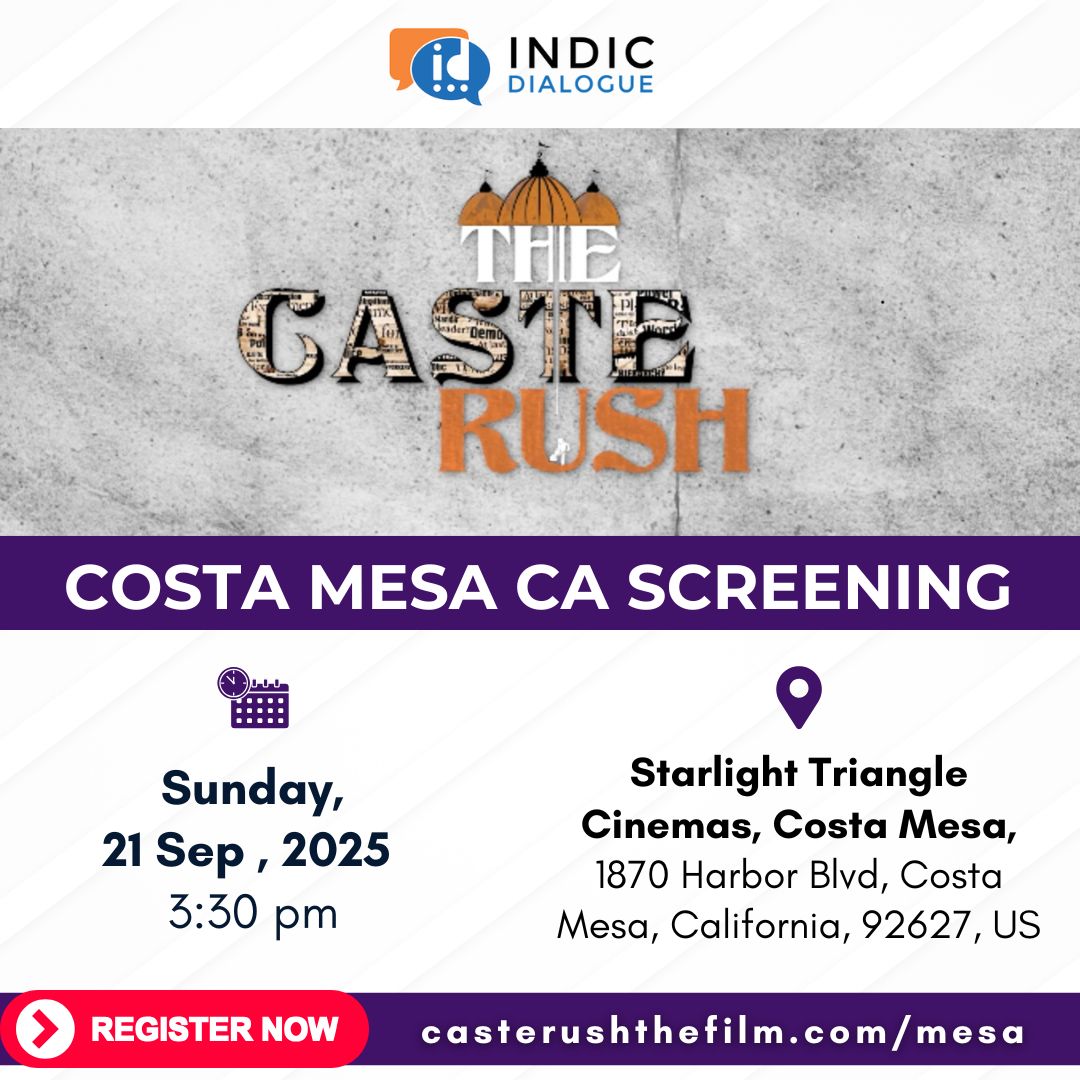 id
INDIC
DIALOGUE
THE
CASTE
RUSH
COSTA MESA CA SCREENING
Sunday,
21 Sep , 2025
3:30 pm
Starlight Triangle
Cinemas, Costa Mesa,
1870 Harbor Blvd, Costa
Mesa, California, 92627, US
REGISTER NOW
casterushthefilm.com/mesa